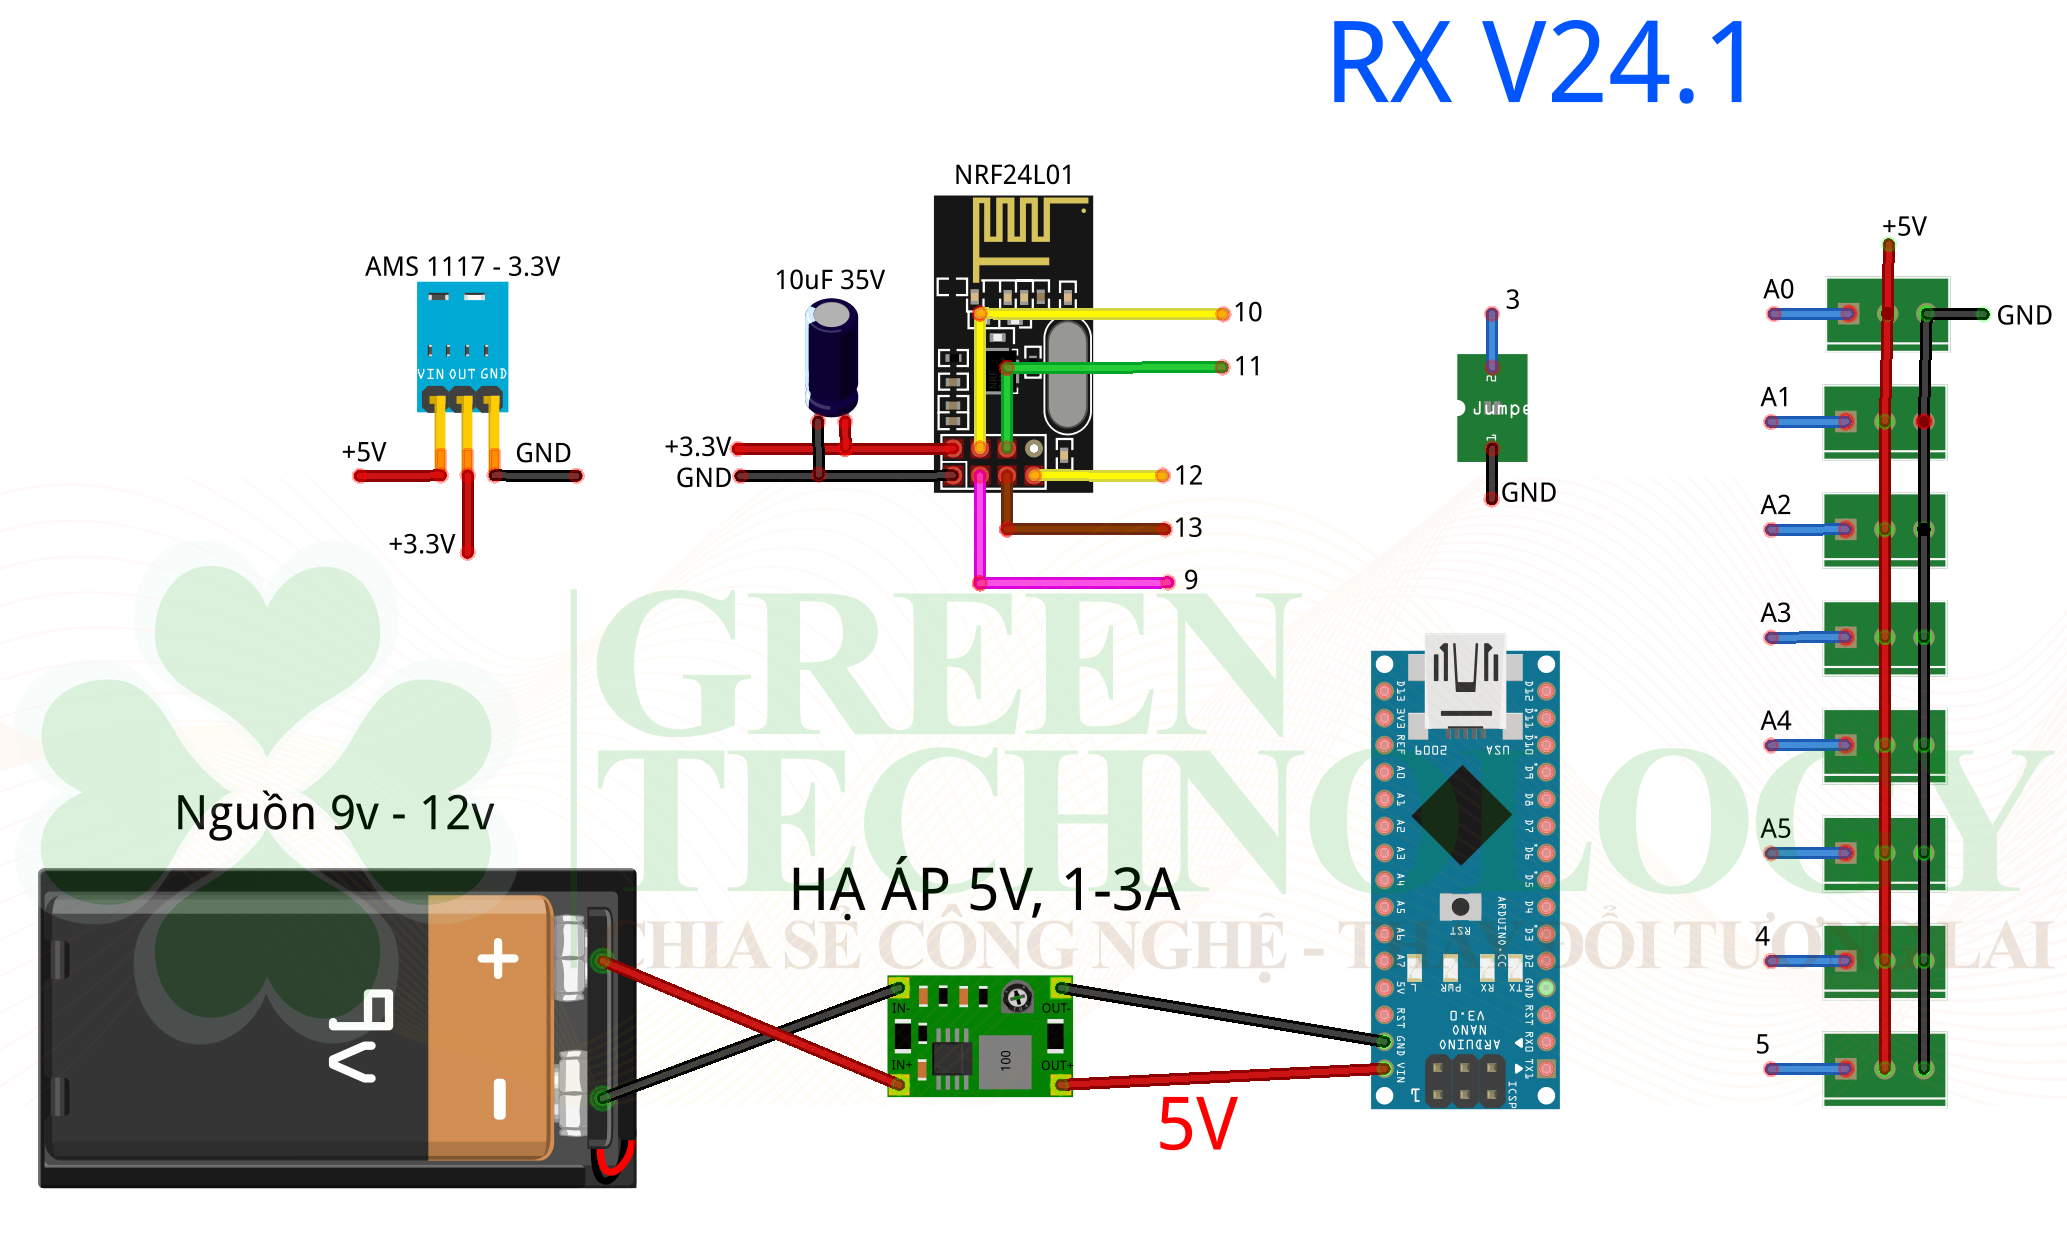 RX V24.1
NRF24L01
AMS 1117 - 3.3V
10uF 35V
VIN OUT GND
+5V
GND
+3.3V
+3.3V
GND
10
11
12
13
9
3
2
Jumpe
1
GND
+5V
A0
GND
A1
A2
A3
A4
A5
4
5
GREEN
TECHNOLOGY
CHIA SẺ CÔNG NGHỆ - THAY ĐỔI TƯƠNG LAI
Nguồn 9v - 12v
9V
+
-
HẠ ÁP 5V, 1-3A
IN-
IN+
OUT-
OUT+
100
5V
D13
3V3
REF
A0
A1
A2
A3
A4
A5
A6
A7
5V
RST
GND
VIN
D12
D11
D10
D9
D8
D7
D6
D5
D4
D3
D2
GND
RST
RX0
TX1
2009
USA
RST
ARDUINO.CC
L
PWR
RX
TX
V3.0
NANO
ARDUINO
1
ICSP